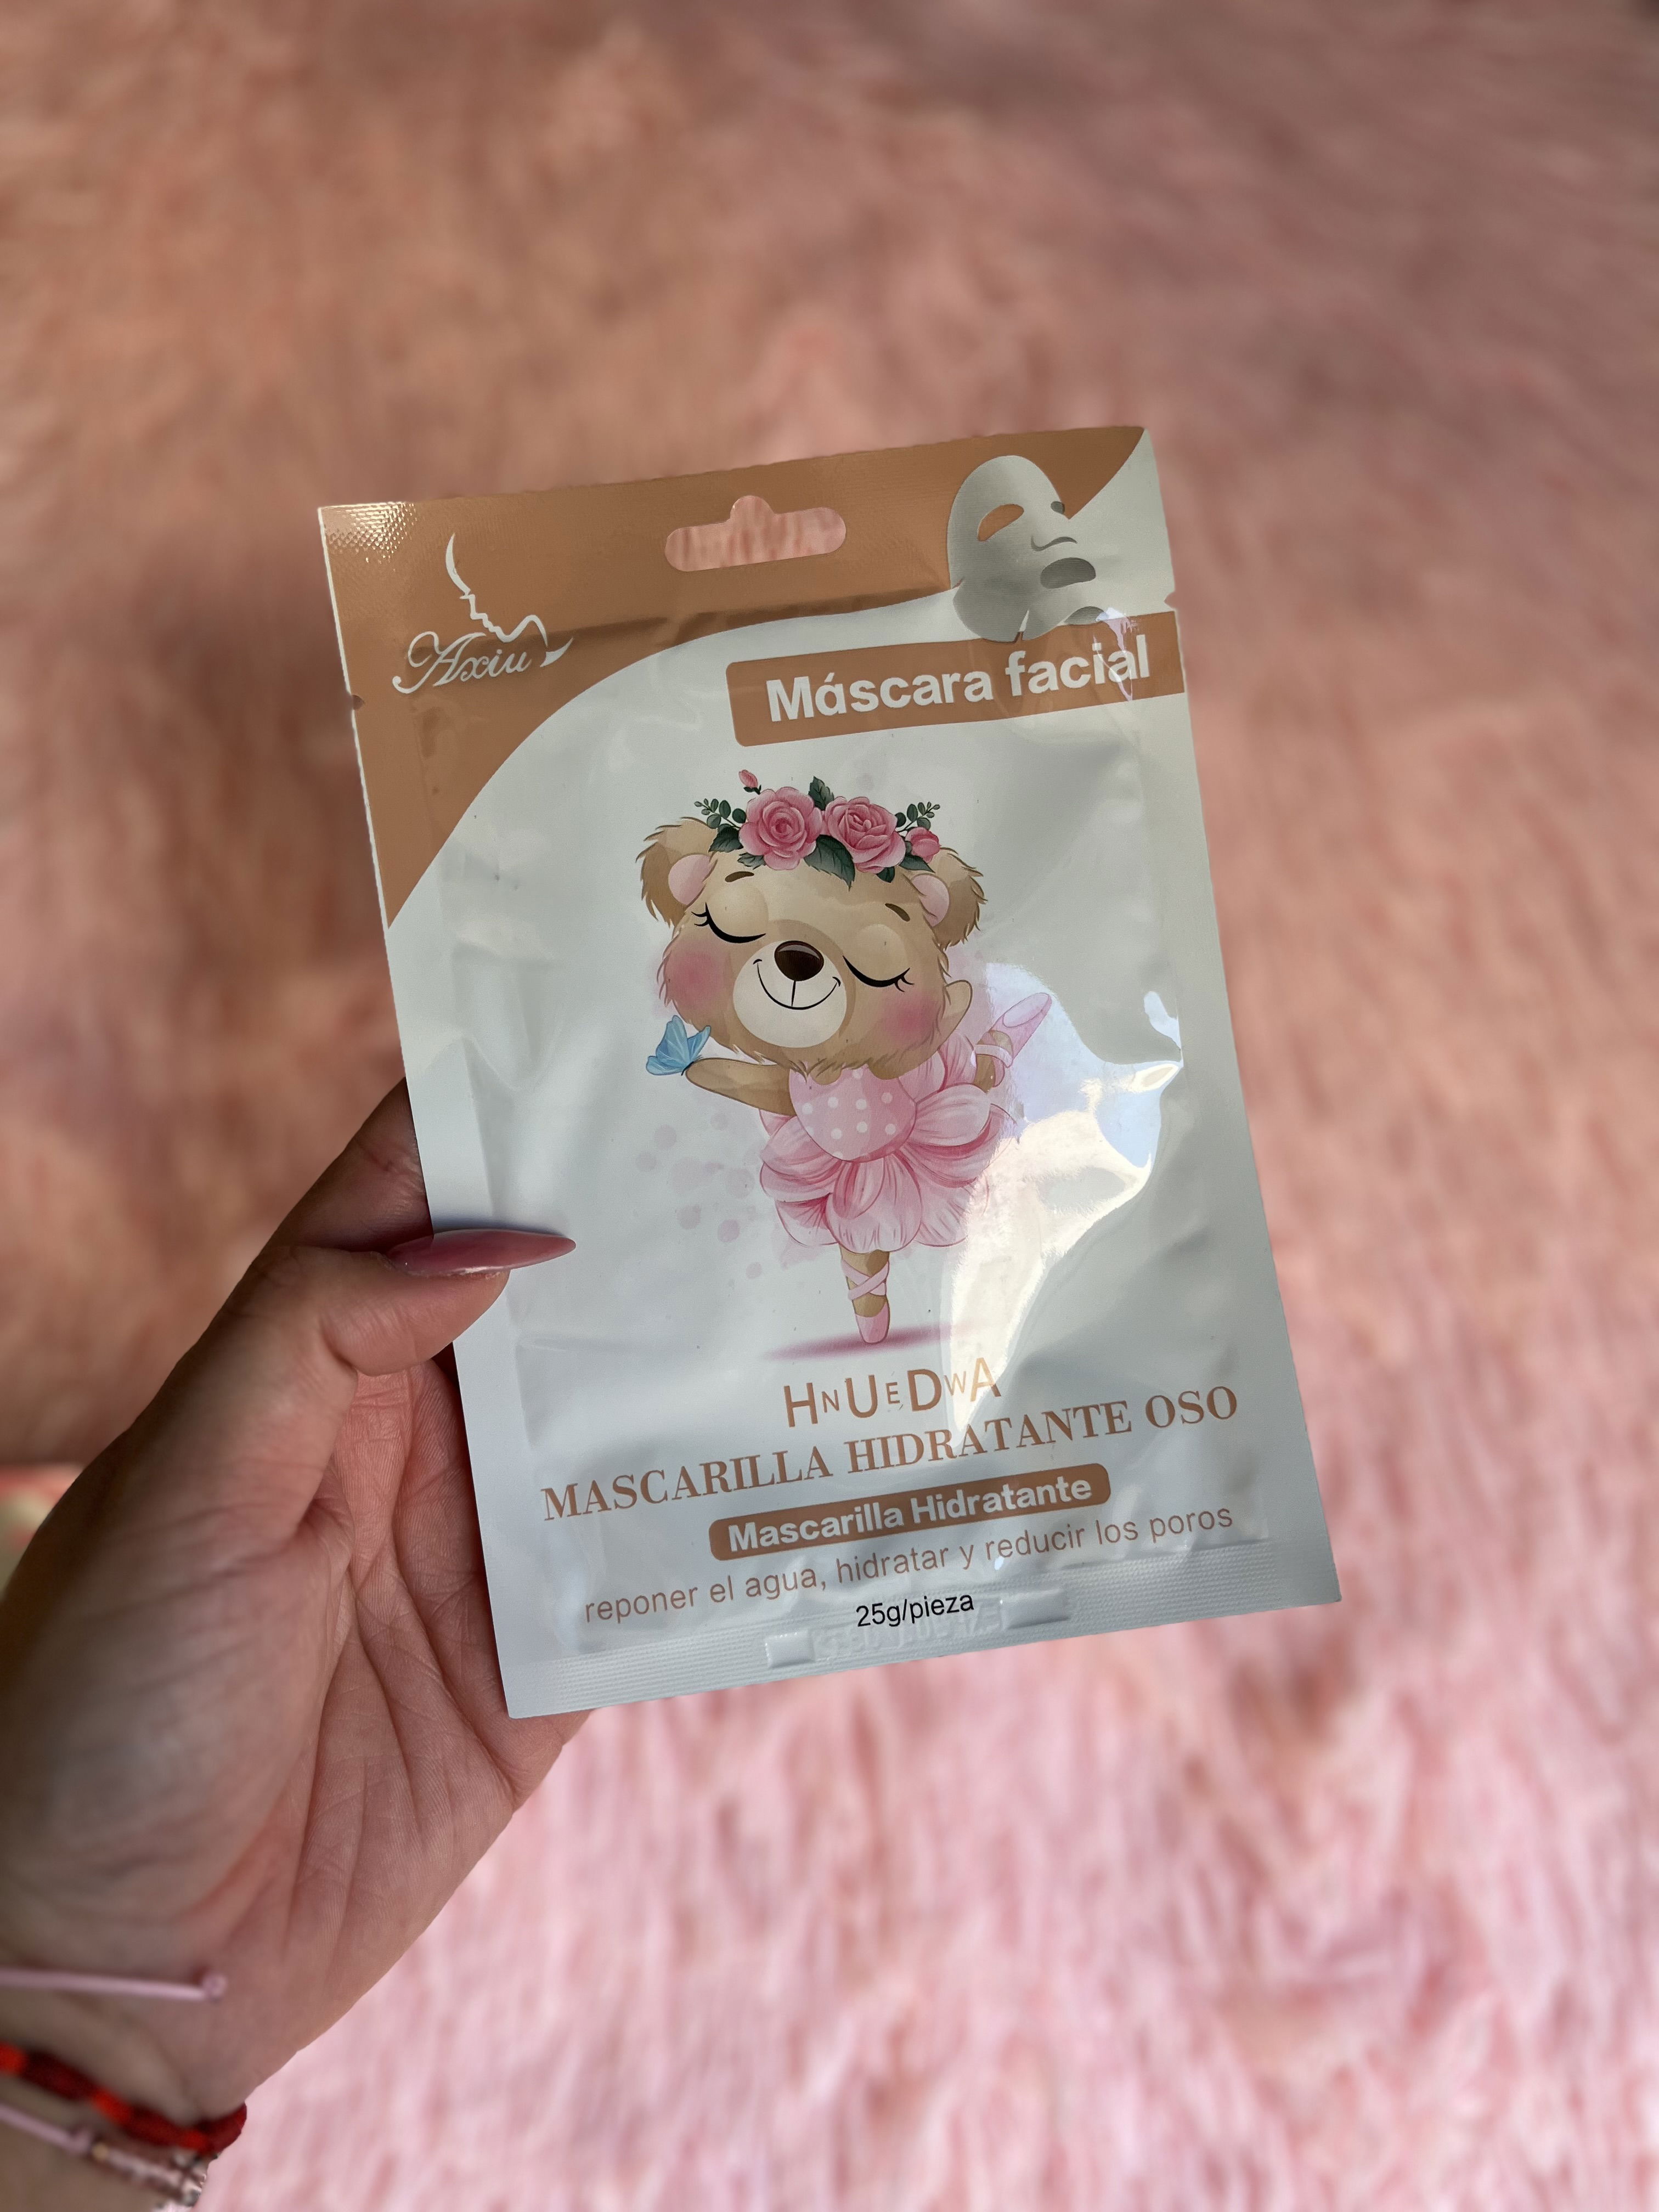 Axiu
Máscara facial
HNUEDWA
MASCARILLA HIDRATANTE OSO
Mascarilla Hidratante
reponer el agua, hidratar y reducir los poros
25g/pieza